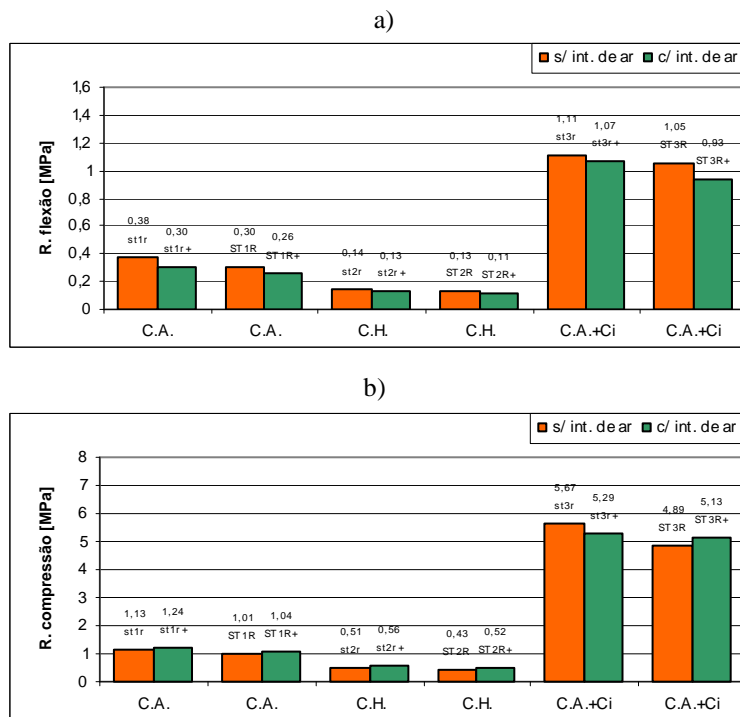 a)
s/ int. de ar c/ int. de ar
R. flexão [MPa]
1,6
1,4
1,2
1
0,8
0,6
0,4
0,2
0
0,38
st1r
0,30
st1r+
0,30
ST1R
0,26
ST1R+
0,14
st2r
0,13
st2r+
0,13
ST2R
0,11
ST2R+
1,11
st3r
1,07
st3r+
1,05
ST3R
0,93
ST3R+
C.A. C.A. C.H. C.H. C.A.+Ci C.A.+Ci
b)
s/ int. de ar c/ int. de ar
R. compressão [MPa]
8
7
6
5
4
3
2
1
0
1,13
st1r
1,24
st1r+
1,01
ST1R
1,04
ST1R+
0,51
st2r
0,56
st2r+
0,43
ST2R
0,52
ST2R+
5,67
st3r
5,29
st3r+
4,89
ST3R
5,13
ST3R+
C.A. C.A. C.H. C.H. C.A.+Ci C.A.+Ci